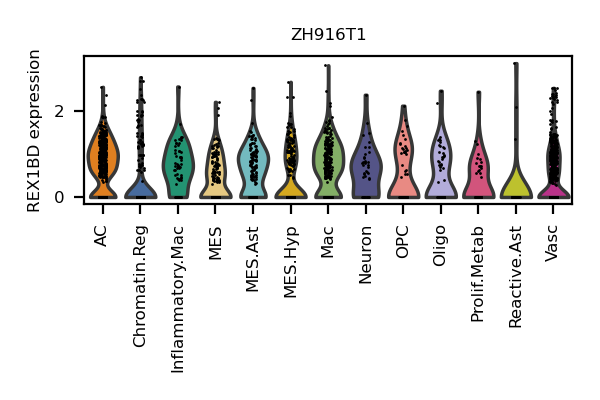 ZH916T1
REX1BD expression
2
0
AC
Chromatin.Reg
Inflammatory.Mac
MES
MES.Ast
MES.Hyp
Mac
Neuron
OPC
Oligo
Prolif.Metab
Reactive.Ast
Vasc